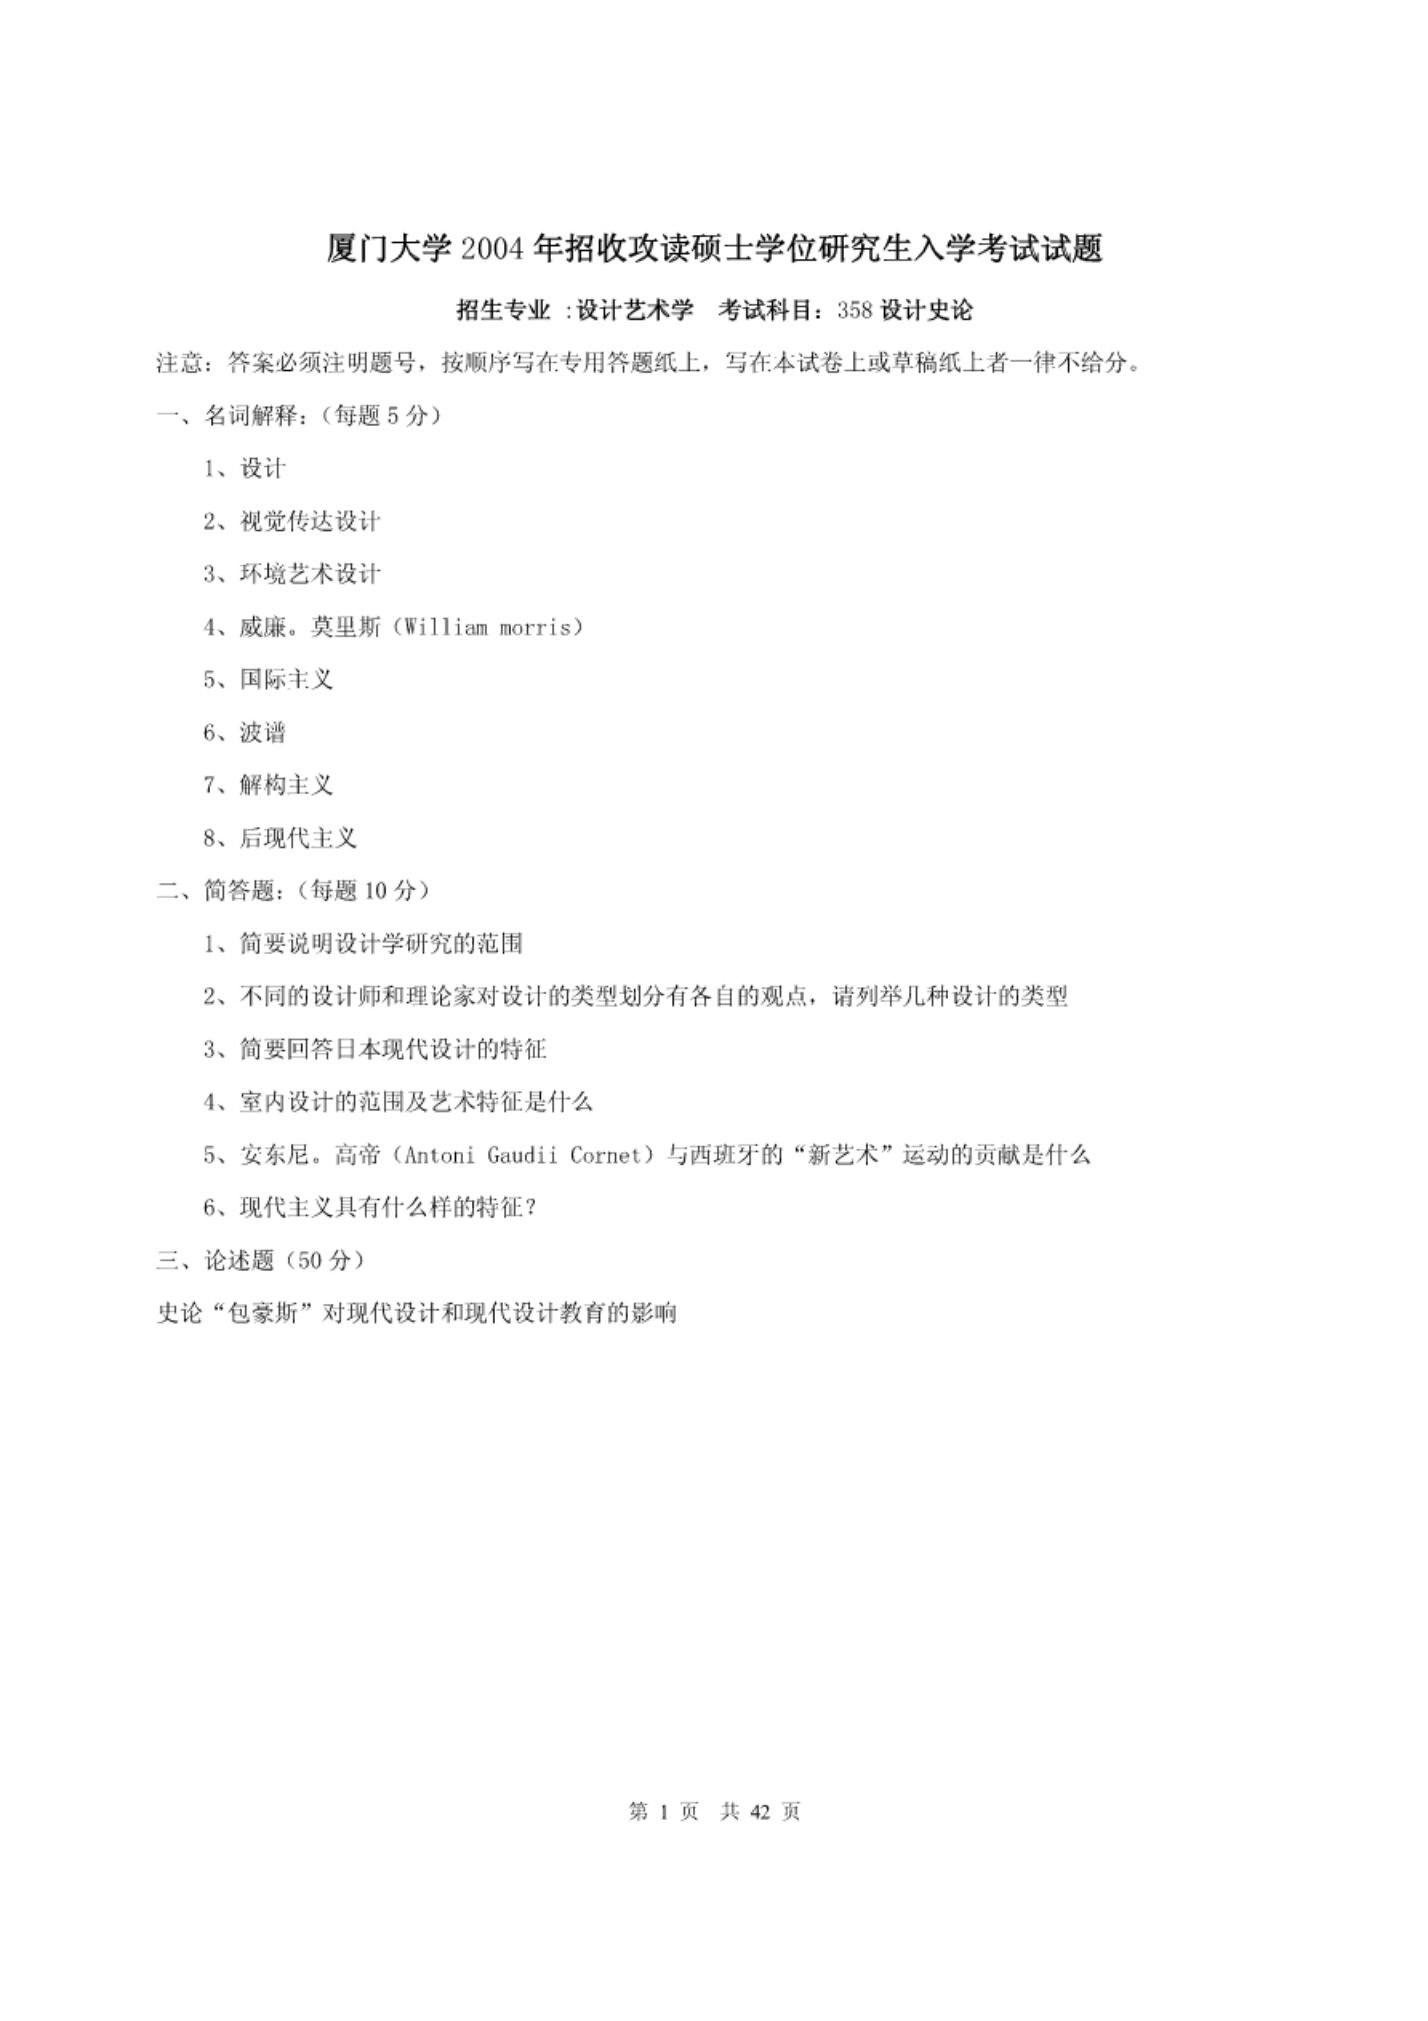 厦门大学 2004 年招收攻读硕士学位研究生入学考试试题
招生专业 :设计艺术学 考试科目：358 设计史论
注意：答案必须注明题号，按顺序写在专用答题纸上，写在本试卷上或草稿纸上者一律不给分。
一、名词解释：（每题 5 分）
1、设计
2、视觉传达设计
3、环境艺术设计
4、威廉。莫里斯（William morris）
5、国际主义
6、波谱
7、解构主义
8、后现代主义
二、简答题：（每题 10 分）
1、简要说明设计学研究的范围
2、不同的设计师和理论家对设计的类型划分有各自的观点，请列举几种设计的类型
3、简要回答日本现代设计的特征
4、室内设计的范围及艺术特征是什么
5、安东尼。高帝（Antoni Gaudii Cornet）与西班牙的“新艺术”运动的贡献是什么
6、现代主义具有什么样的特征？
三、论述题（50 分）
史论“包豪斯”对现代设计和现代设计教育的影响
第 1 页 共 42 页